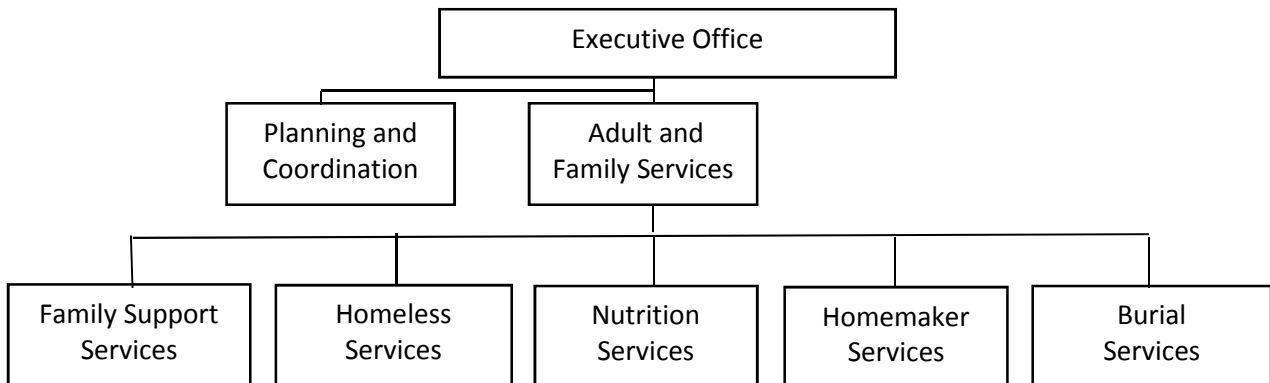 Executive Office
Planning and
Coordination
Adult and
Family Services
Family Support
Services
Homeless
Services
Nutrition
Services
Homemaker
Services
Burial
Services